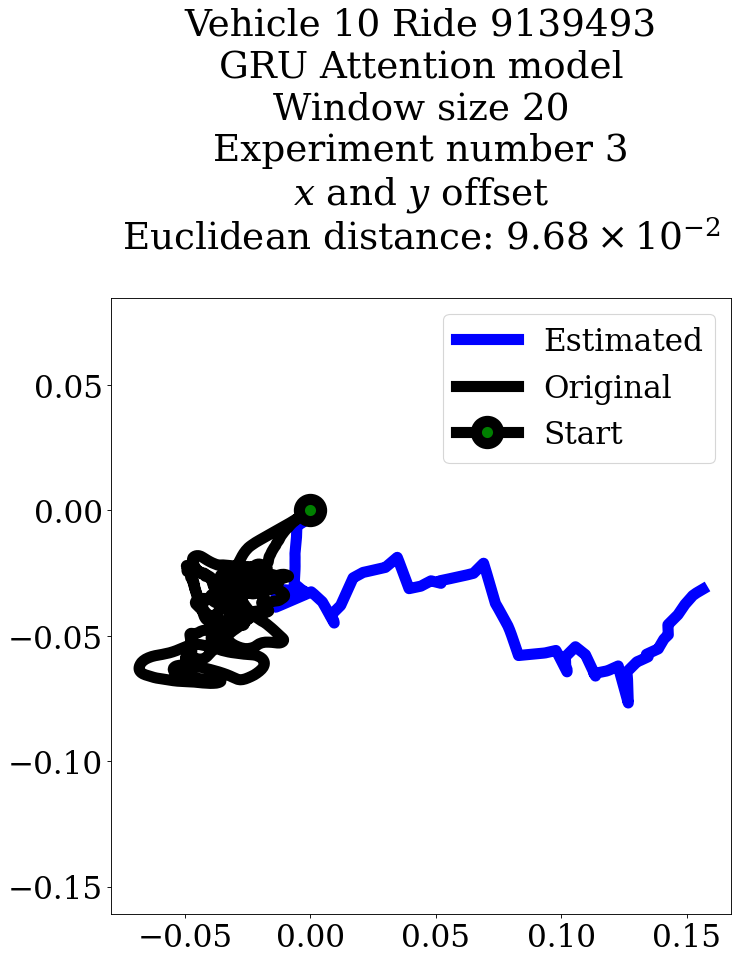 Vehicle 10 Ride 9139493
GRU Attention model
Window size 20
Experiment number 3
x and y offset
Euclidean distance: 9.68 × 10⁻²
Estimated
Original
Start
0.05
0.00
−0.05
−0.10
−0.15
−0.05 0.00 0.05 0.10 0.15